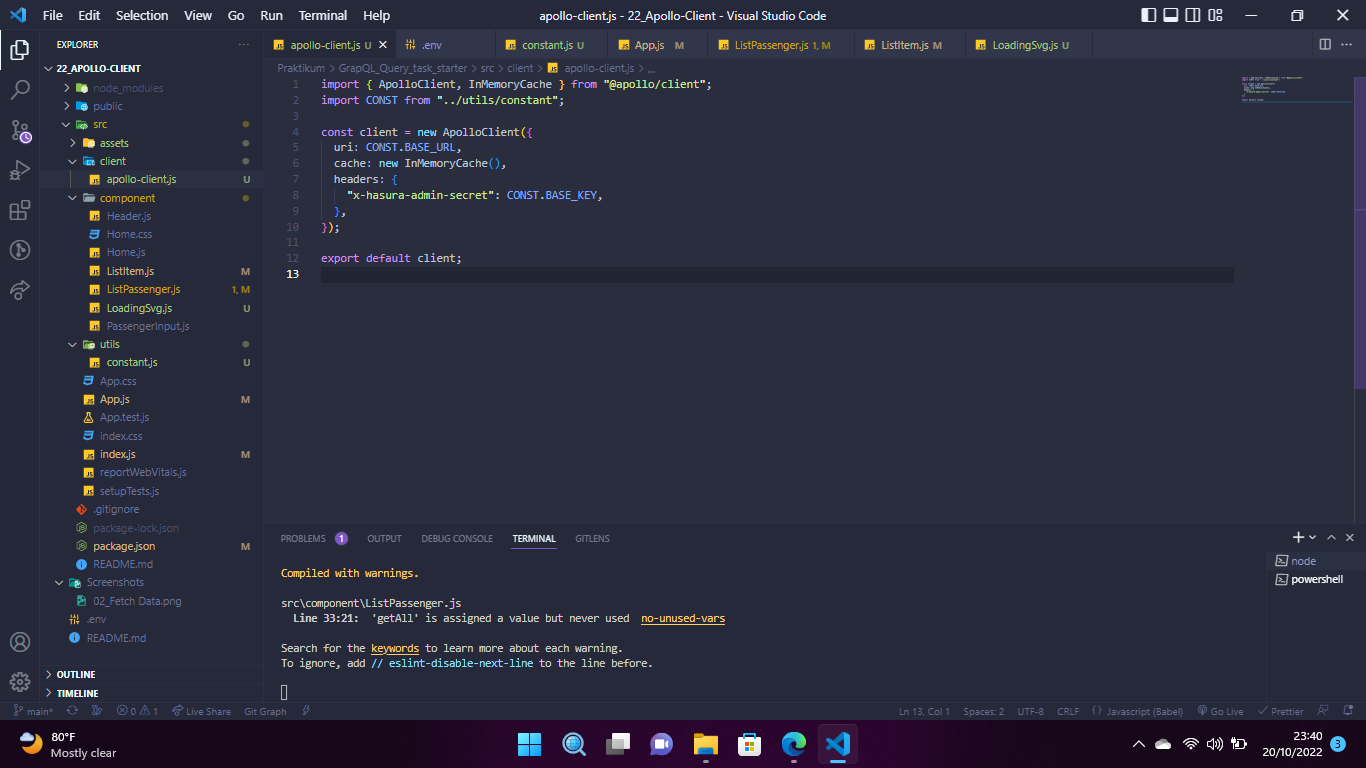 File Edit Selection View Go Run Terminal Help
apollo-client.js - 22_Apollo-Client - Visual Studio Code
EXPLORER
22_APOLLO-CLIENT
node_modules
public
src
assets
client
apollo-client.js U
component
Header.js
Home.css
Home.js
ListItem.js M
ListPassenger.js 1, M
LoadingSvg.js U
PassengerInput.js
utils
constant.js U
App.css
App.js M
App.test.js
index.css
index.js M
reportWebVitals.js
setupTests.js
.gitignore
package-lock.json
package.json M
README.md
Screenshots
02_Fetch Data.png
.env
README.md
OUTLINE
TIMELINE
apollo-client.js U .env constant.js U App.js M ListPassenger.js 1, M ListItem.js M LoadingSvg.js U
Praktikum > GrapQL_Query_task_starter > src > client > apollo-client.js > ...
1 import { ApolloClient, InMemoryCache } from "@apollo/client";
2 import CONST from "../utils/constant";
3
4 const client = new ApolloClient({
5 uri: CONST.BASE_URL,
6 cache: new InMemoryCache(),
7 headers: {
8 "x-hasura-admin-secret": CONST.BASE_KEY,
9 },
10 });
11
12 export default client;
13
PROBLEMS 1 OUTPUT DEBUG CONSOLE TERMINAL GITLENS
Compiled with warnings.
src\component\ListPassenger.js
Line 33:21: 'getAll' is assigned a value but never used no-unused-vars
Search for the keywords to learn more about each warning.
To ignore, add // eslint-disable-next-line to the line before.
node
powershell
main* 0 1 Live Share Git Graph Ln 13, Col 1 Spaces: 2 UTF-8 CRLF Javascript (Babel) Go Live Prettier
80°F
Mostly clear
23:40
20/10/2022 3